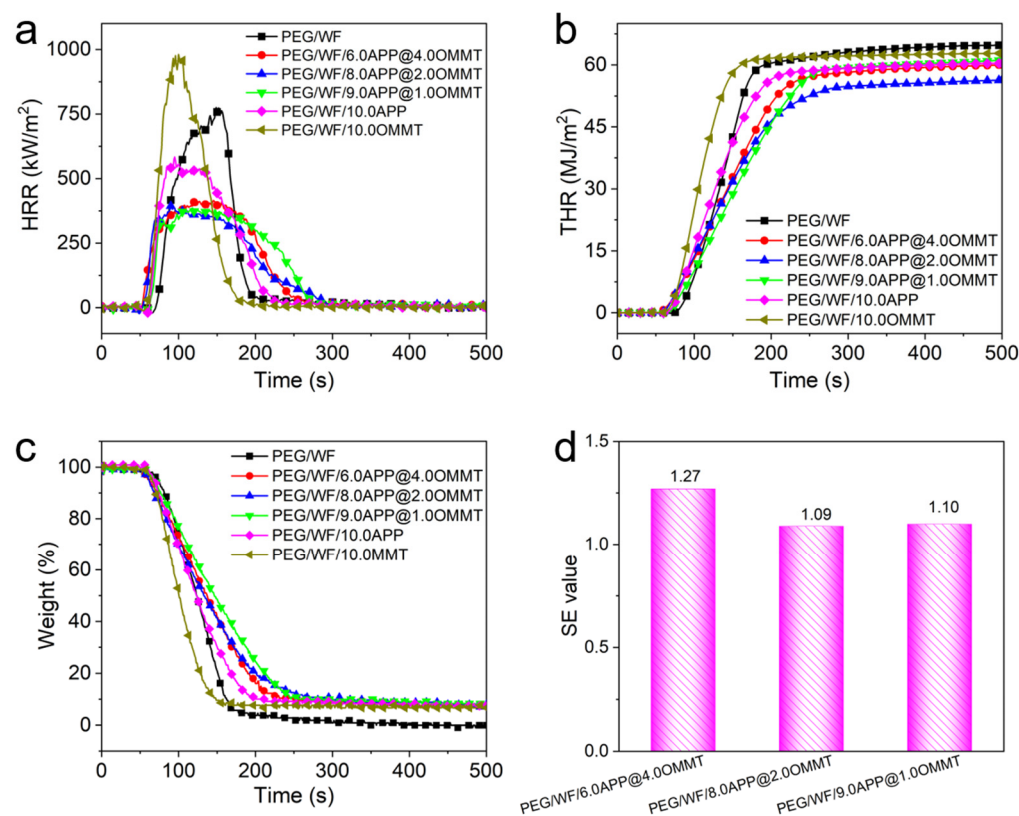 a
1000
750
500
250
0
HRR (kW/m²)
0 100 200 300 400 500
Time (s)
PEG/WF
PEG/WF/6.0APP@4.0OMMT
PEG/WF/8.0APP@2.0OMMT
PEG/WF/9.0APP@1.0OMMT
PEG/WF/10.0APP
PEG/WF/10.0OMMT
b
60
45
30
15
0
THR (MJ/m²)
0 100 200 300 400 500
Time (s)
PEG/WF
PEG/WF/6.0APP@4.0OMMT
PEG/WF/8.0APP@2.0OMMT
PEG/WF/9.0APP@1.0OMMT
PEG/WF/10.0APP
PEG/WF/10.0OMMT
c
100
80
60
40
20
0
Weight (%)
0 100 200 300 400 500
Time (s)
PEG/WF
PEG/WF/6.0APP@4.0OMMT
PEG/WF/8.0APP@2.0OMMT
PEG/WF/9.0APP@1.0OMMT
PEG/WF/10.0APP
PEG/WF/10.0MMT
d
1.5
1.0
0.5
0.0
SE value
1.27
1.09
1.10
PEG/WF/6.0APP@4.0OMMT
PEG/WF/8.0APP@2.0OMMT
PEG/WF/9.0APP@1.0OMMT